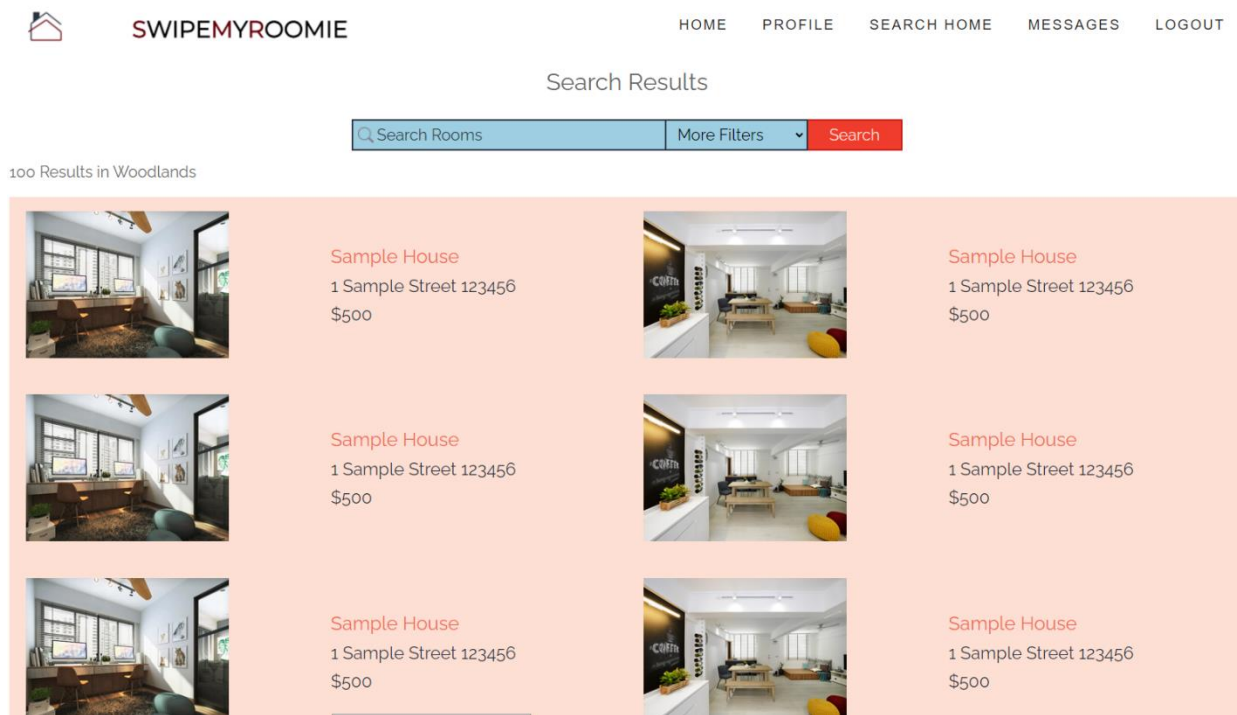 SWIPEMYROOMIE
HOME PROFILE SEARCH HOME MESSAGES LOGOUT
Search Results
Search Rooms More Filters Search
100 Results in Woodlands
Sample House
1 Sample Street 123456
$500
Sample House
1 Sample Street 123456
$500
Sample House
1 Sample Street 123456
$500
Sample House
1 Sample Street 123456
$500
Sample House
1 Sample Street 123456
$500
Sample House
1 Sample Street 123456
$500